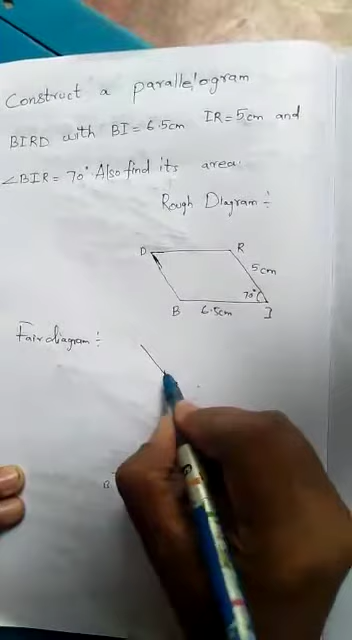 Construct a parallelogram
BIRD with BI = 6.5cm IR = 5cm and
∠BIR = 70°. Also find its area.
Rough Diagram ÷
D R
5cm
70°
B 6.5cm I
Fair diagram ÷
B